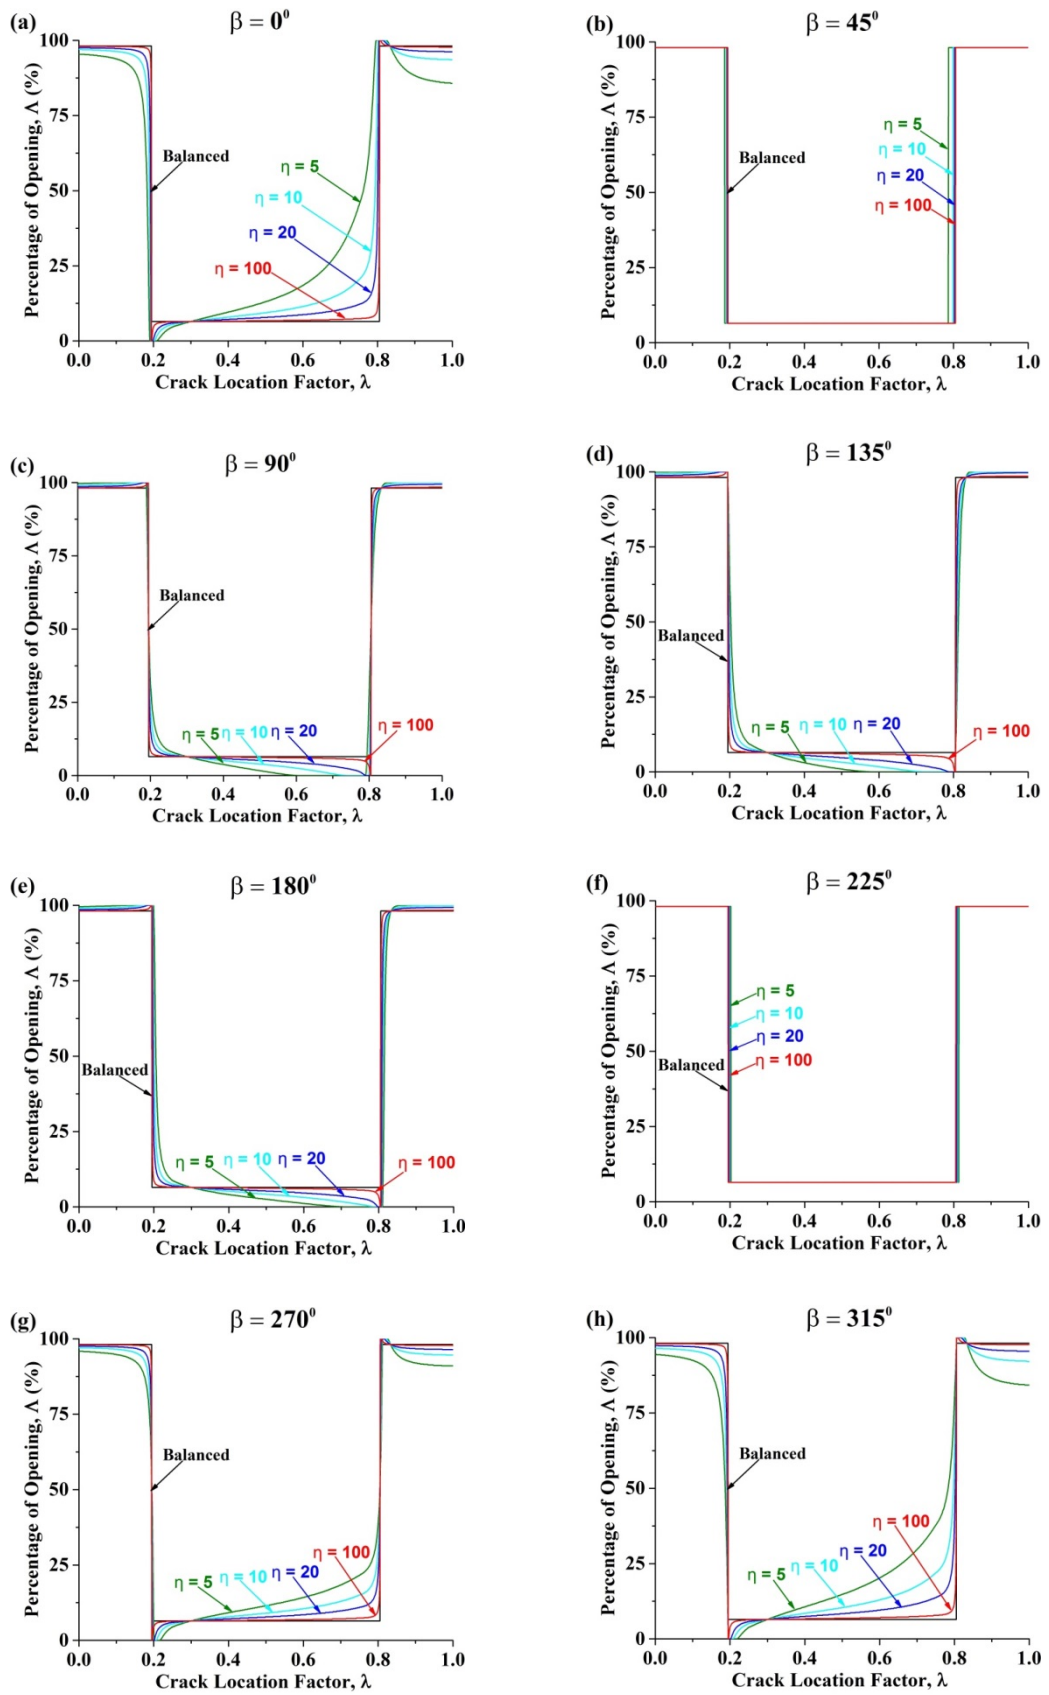 (a)
β = 0⁰
Percentage of Opening, Λ (%)
100
75
50
25
0
Balanced
η = 5
η = 10
η = 20
η = 100
0.0 0.2 0.4 0.6 0.8 1.0
Crack Location Factor, λ
(b)
β = 45⁰
Percentage of Opening, Λ (%)
100
75
50
25
0
Balanced
η = 5
η = 10
η = 20
η = 100
0.0 0.2 0.4 0.6 0.8 1.0
Crack Location Factor, λ
(c)
β = 90⁰
Percentage of Opening, Λ (%)
100
75
50
25
0
Balanced
η = 5 η = 10 η = 20 η = 100
0.0 0.2 0.4 0.6 0.8 1.0
Crack Location Factor, λ
(d)
β = 135⁰
Percentage of Opening, Λ (%)
100
75
50
25
0
Balanced
η = 5 η = 10 η = 20 η = 100
0.0 0.2 0.4 0.6 0.8 1.0
Crack Location Factor, λ
(e)
β = 180⁰
Percentage of Opening, Λ (%)
100
75
50
25
0
Balanced
η = 5 η = 10 η = 20 η = 100
0.0 0.2 0.4 0.6 0.8 1.0
Crack Location Factor, λ
(f)
β = 225⁰
Percentage of Opening, Λ (%)
100
75
50
25
0
η = 5
η = 10
η = 20
η = 100
Balanced
0.0 0.2 0.4 0.6 0.8 1.0
Crack Location Factor, λ
(g)
β = 270⁰
Percentage of Opening, Λ (%)
100
75
50
25
0
Balanced
η = 5 η = 10 η = 20 η = 100
0.0 0.2 0.4 0.6 0.8 1.0
Crack Location Factor, λ
(h)
β = 315⁰
Percentage of Opening, Λ (%)
100
75
50
25
0
Balanced
η = 5 η = 10 η = 20 η = 100
0.0 0.2 0.4 0.6 0.8 1.0
Crack Location Factor, λ